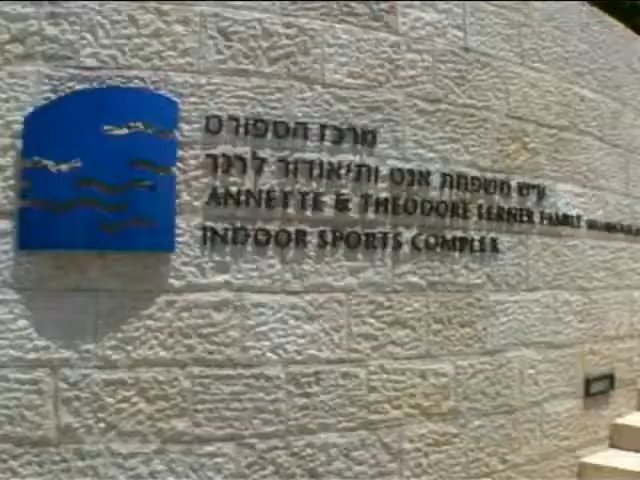 מרכז הספורט
ע״ש משפחת אנט ותיאודור לרנר
ANNETTE & THEODORE LERNER FAMILY
INDOOR SPORTS COMPLEX